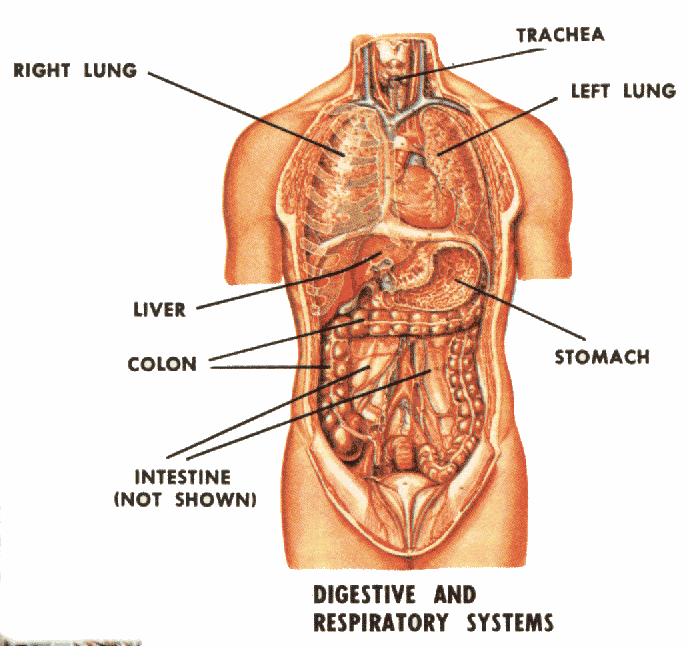 TRACHEA
RIGHT LUNG
LEFT LUNG
LIVER
STOMACH
COLON
INTESTINE
(NOT SHOWN)
DIGESTIVE AND
RESPIRATORY SYSTEMS